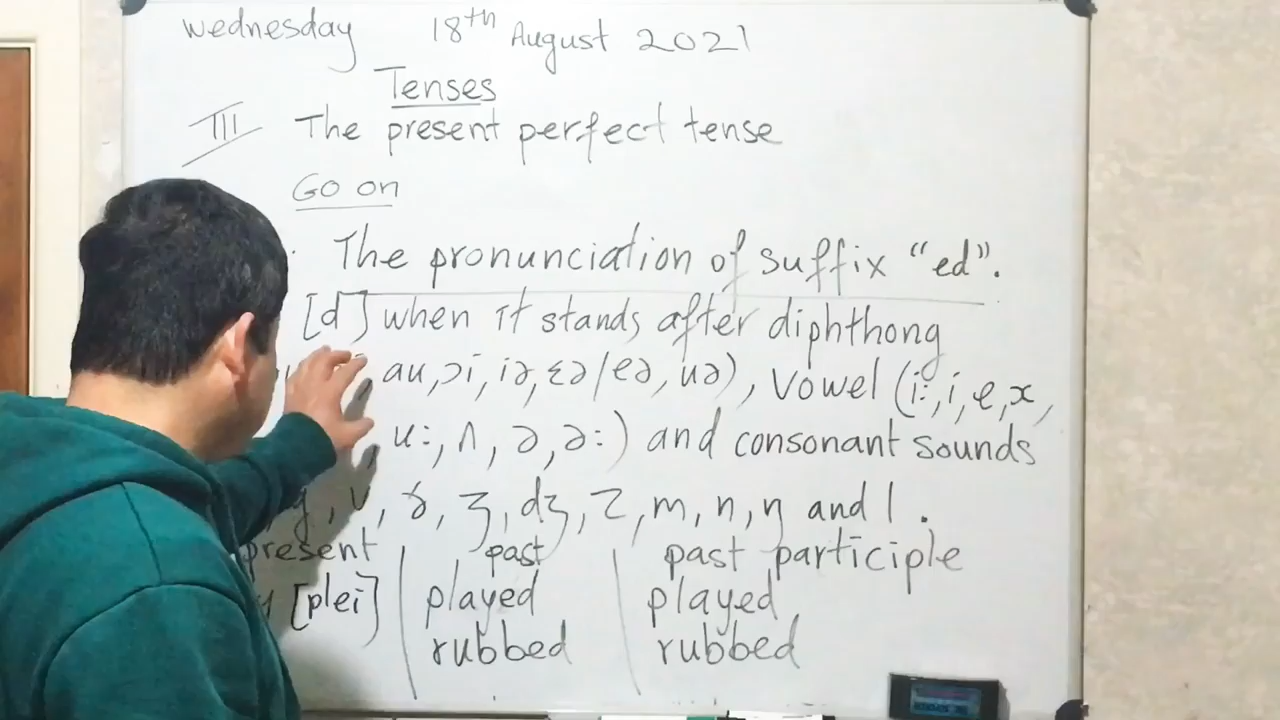 Wednesday 18th August 2021
Tenses
III The present perfect tense
Go on
The pronunciation of suffix "ed".
[d] when it stands after diphthong
, au, ɔi, iə, ɛə/eə, uə), vowel (i:, i, e, æ,
, u:, ʌ, ə, ə:) and consonant sounds
g, v, ɣ, ʒ, dʒ, z, m, n, ŋ and l.
present past past participle
[plei] played played
rubbed rubbed